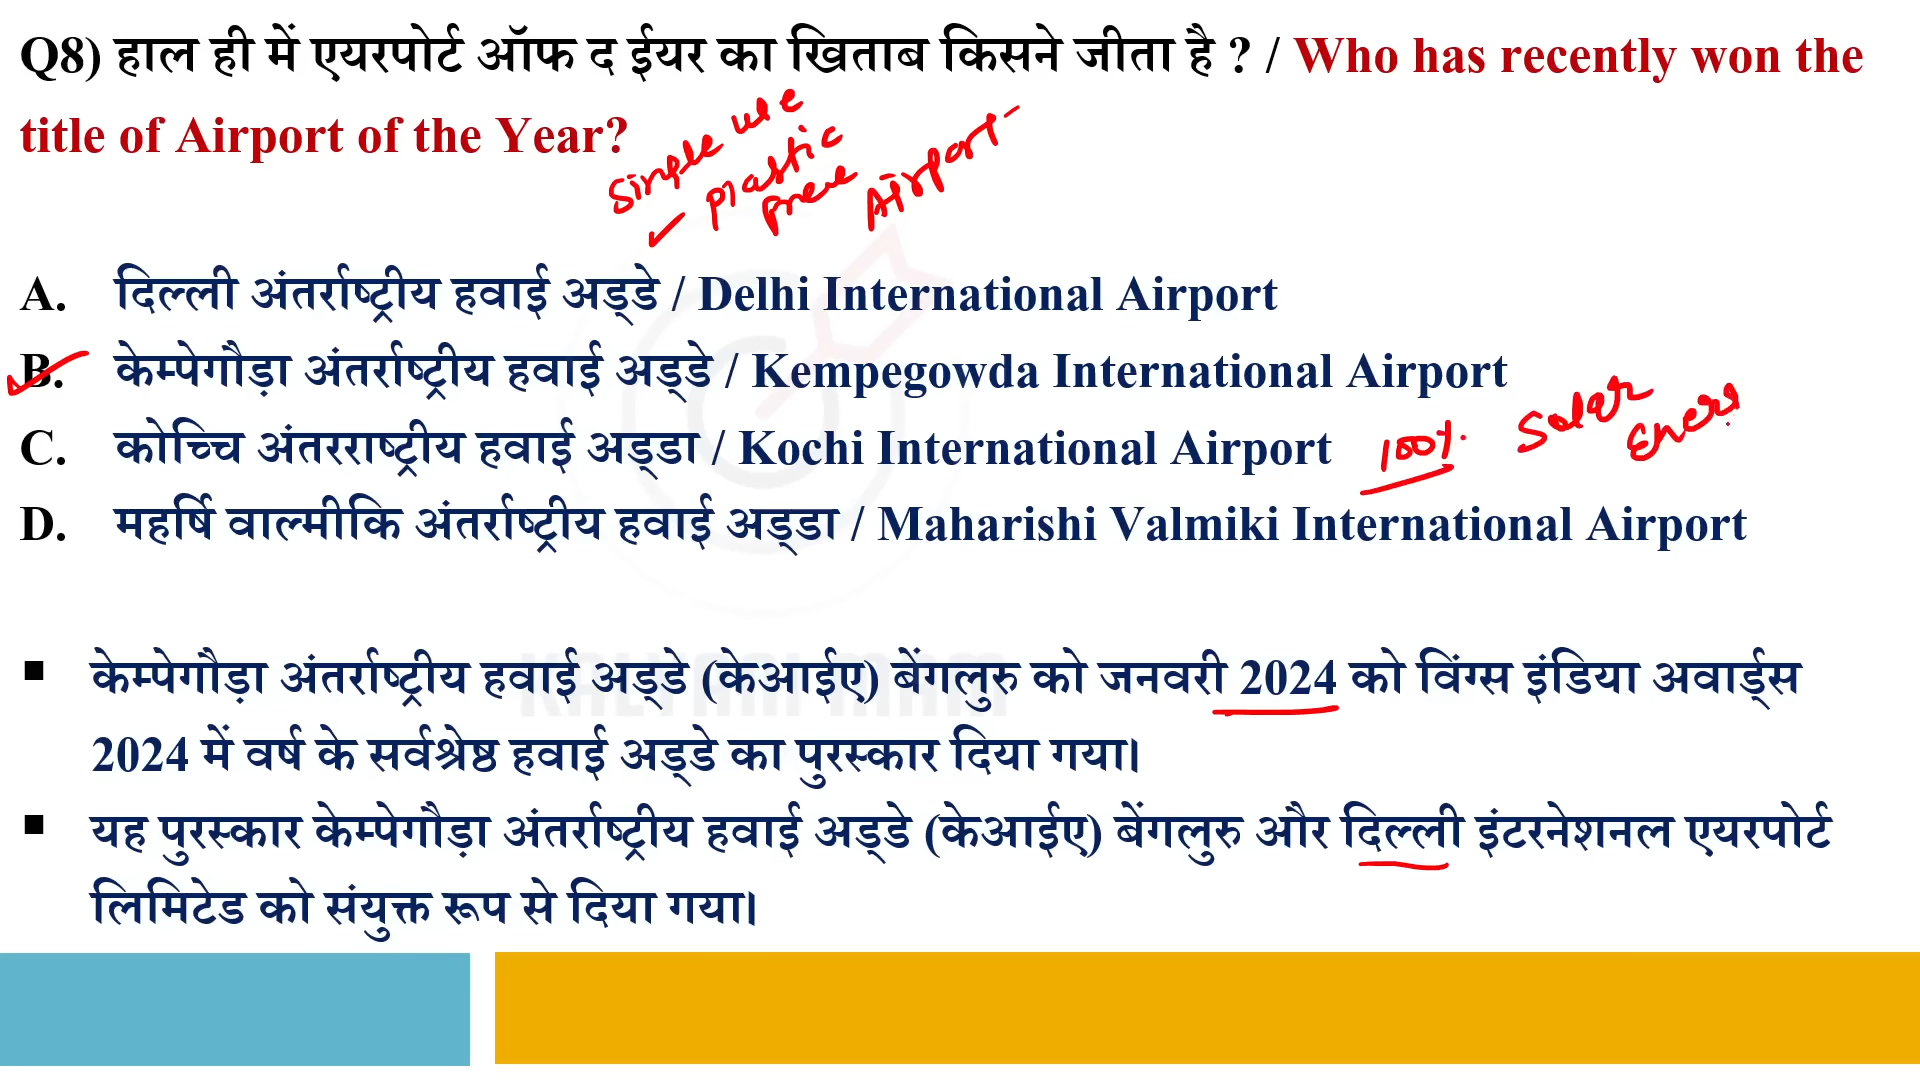 Q8) हाल ही में एयरपोर्ट ऑफ द ईयर का खिताब किसने जीता है ? / Who has recently won the
title of Airport of the Year?
Single use
plastic
free
Airport
A. दिल्ली अंतर्राष्ट्रीय हवाई अड्डे / Delhi International Airport
B. केम्पेगौड़ा अंतर्राष्ट्रीय हवाई अड्डे / Kempegowda International Airport
C. कोच्चि अंतरराष्ट्रीय हवाई अड्डा / Kochi International Airport 100% Solar
D. महर्षि वाल्मीकि अंतर्राष्ट्रीय हवाई अड्डा / Maharishi Valmiki International Airport
▪ केम्पेगौड़ा अंतर्राष्ट्रीय हवाई अड्डे (केआईए) बेंगलुरु को जनवरी 2024 को विंग्स इंडिया अवार्ड्स
2024 में वर्ष के सर्वश्रेष्ठ हवाई अड्डे का पुरस्कार दिया गया।
▪ यह पुरस्कार केम्पेगौड़ा अंतर्राष्ट्रीय हवाई अड्डे (केआईए) बेंगलुरु और दिल्ली इंटरनेशनल एयरपोर्ट
लिमिटेड को संयुक्त रूप से दिया गया।